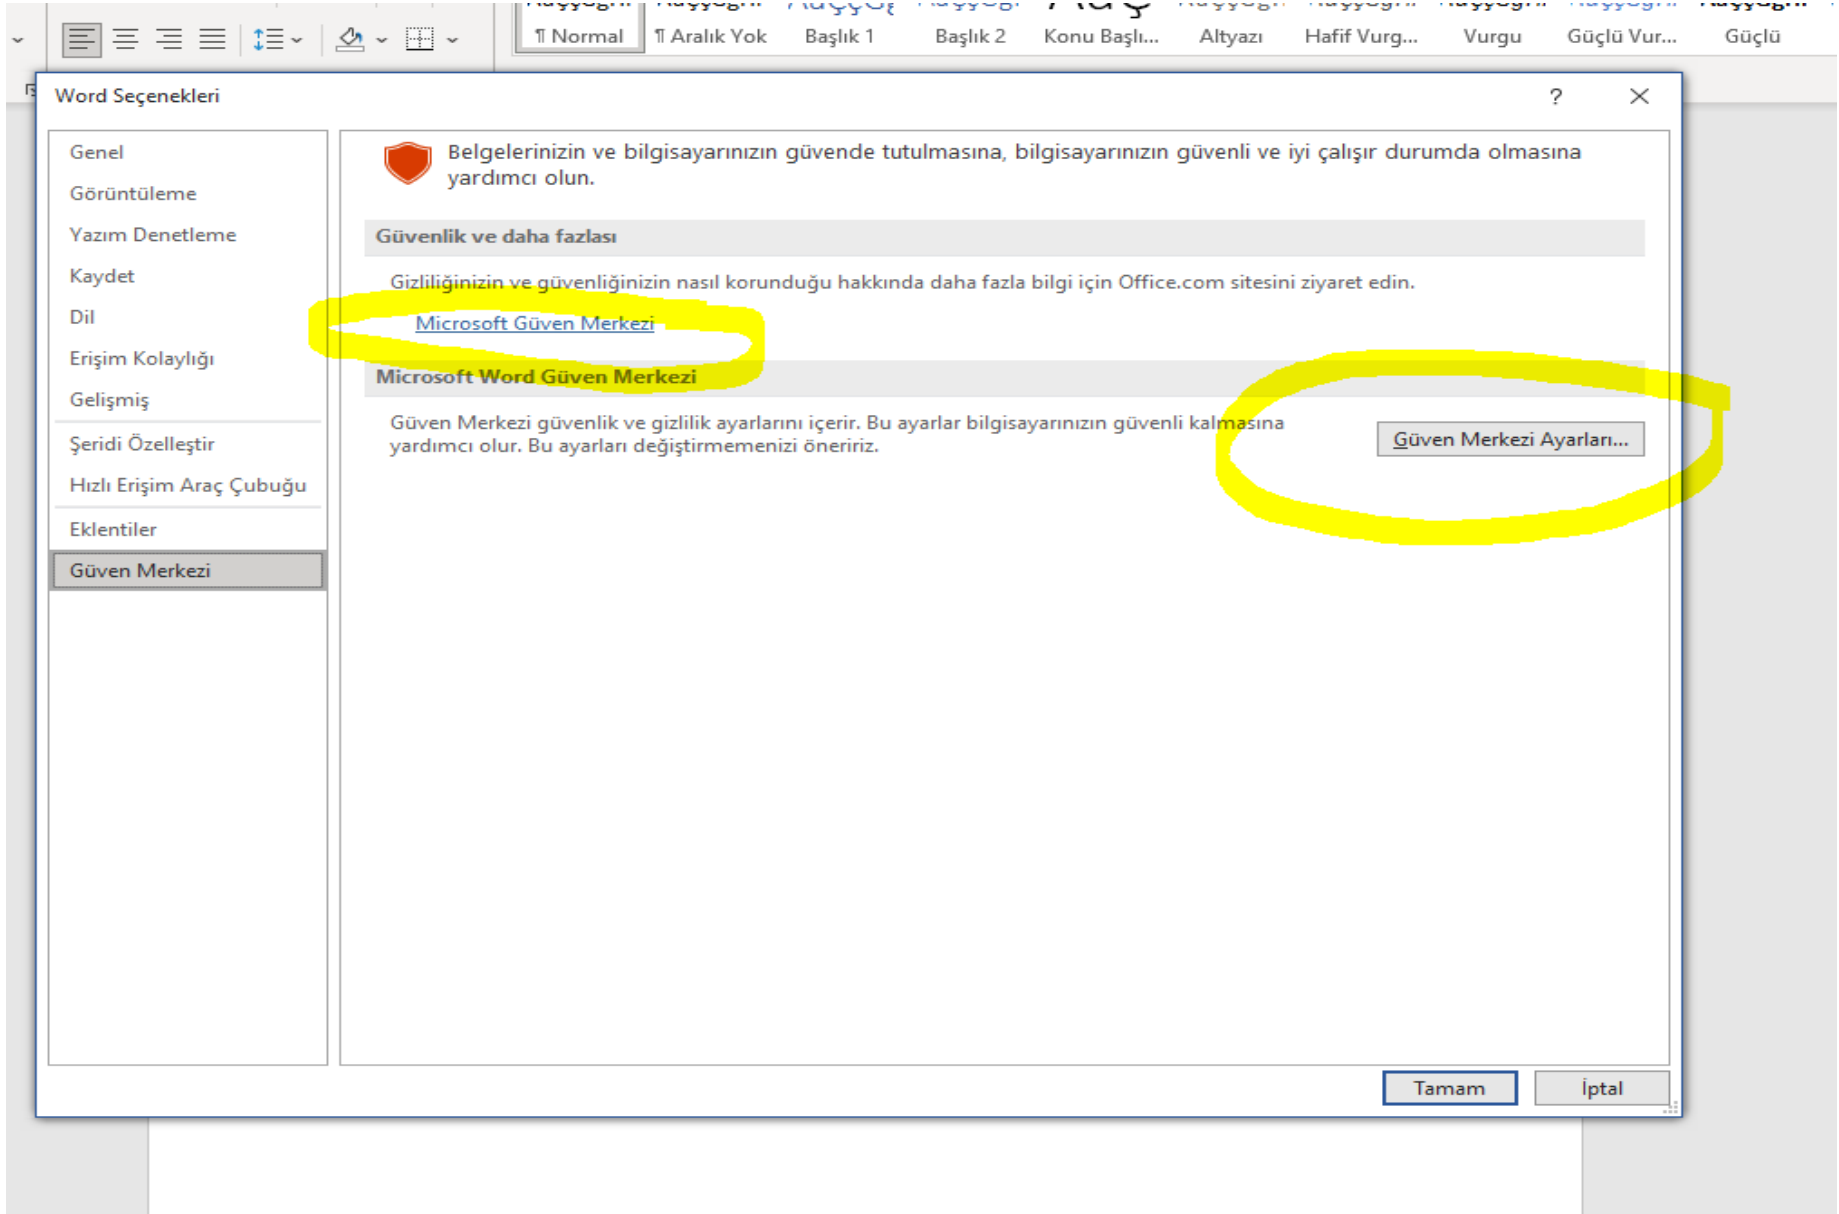 ¶ Normal
¶ Aralık Yok
Başlık 1
Başlık 2
Konu Başlı...
Altyazı
Hafif Vurg...
Vurgu
Güçlü Vur...
Güçlü
Word Seçenekleri
?
Genel
Görüntüleme
Yazım Denetleme
Kaydet
Dil
Erişim Kolaylığı
Gelişmiş
Şeridi Özelleştir
Hızlı Erişim Araç Çubuğu
Eklentiler
Güven Merkezi
Belgelerinizin ve bilgisayarınızın güvende tutulmasına, bilgisayarınızın güvenli ve iyi çalışır durumda olmasına
yardımcı olun.
Güvenlik ve daha fazlası
Gizliliğinizin ve güvenliğinizin nasıl korunduğu hakkında daha fazla bilgi için Office.com sitesini ziyaret edin.
Microsoft Güven Merkezi
Microsoft Word Güven Merkezi
Güven Merkezi güvenlik ve gizlilik ayarlarını içerir. Bu ayarlar bilgisayarınızın güvenli kalmasına
yardımcı olur. Bu ayarları değiştirmemenizi öneririz.
Güven Merkezi Ayarları...
Tamam
İptal